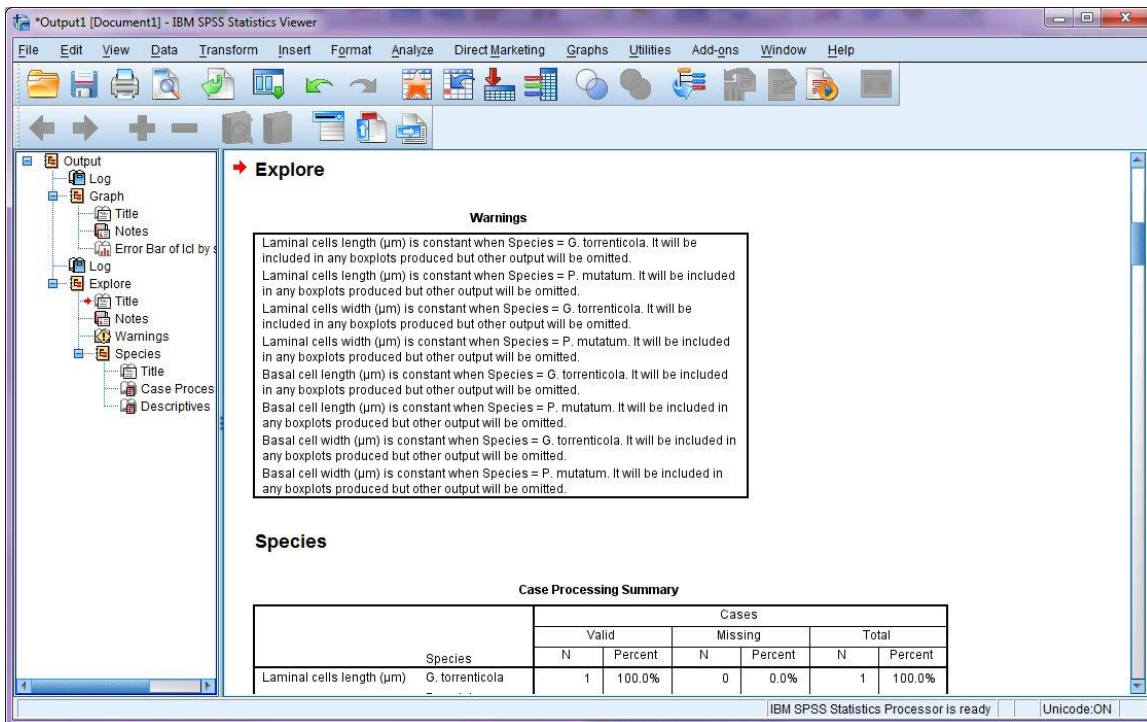 *Output1 [Document1] - IBM SPSS Statistics Viewer
File Edit View Data Transform Insert Format Analyze Direct Marketing Graphs Utilities Add-ons Window Help
Output
Log
Graph
Title
Notes
Error Bar of lcl by s
Log
Explore
Title
Notes
Warnings
Species
Title
Case Proces
Descriptives
Explore
Warnings
Laminal cells length (µm) is constant when Species = G. torrenticola. It will be
included in any boxplots produced but other output will be omitted.
Laminal cells length (µm) is constant when Species = P. mutatum. It will be included
in any boxplots produced but other output will be omitted.
Laminal cells width (µm) is constant when Species = G. torrenticola. It will be
included in any boxplots produced but other output will be omitted.
Laminal cells width (µm) is constant when Species = P. mutatum. It will be included
in any boxplots produced but other output will be omitted.
Basal cell length (µm) is constant when Species = G. torrenticola. It will be included
in any boxplots produced but other output will be omitted.
Basal cell length (µm) is constant when Species = P. mutatum. It will be included in
any boxplots produced but other output will be omitted.
Basal cell width (µm) is constant when Species = G. torrenticola. It will be included in
any boxplots produced but other output will be omitted.
Basal cell width (µm) is constant when Species = P. mutatum. It will be included in
any boxplots produced but other output will be omitted.
Species
Case Processing Summary
Cases
Valid Missing Total
Species N Percent N Percent N Percent
Laminal cells length (µm) G. torrenticola 1 100.0% 0 0.0% 1 100.0%
IBM SPSS Statistics Processor is ready Unicode:ON